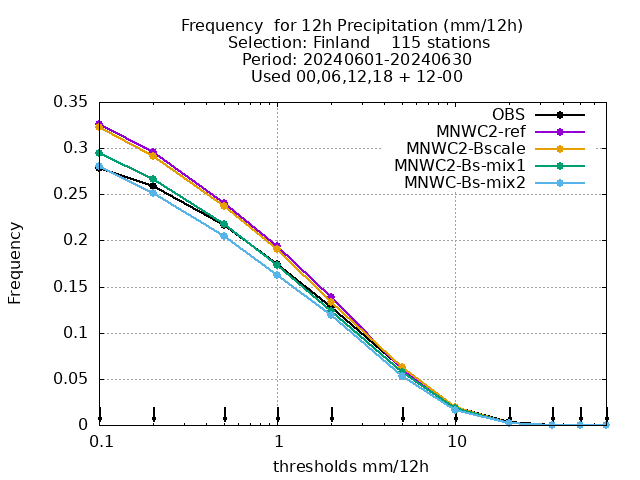 Frequency  for 12h Precipitation (mm/12h)
Selection: Finland    115 stations
Period: 20240601-20240630
Used 00,06,12,18 + 12-00
OBS
MNWC2-ref
MNWC2-Bscale
MNWC2-Bs-mix1
MNWC-Bs-mix2
Frequency
0.35
0.3
0.25
0.2
0.15
0.1
0.05
0
0.1 1 10
thresholds mm/12h